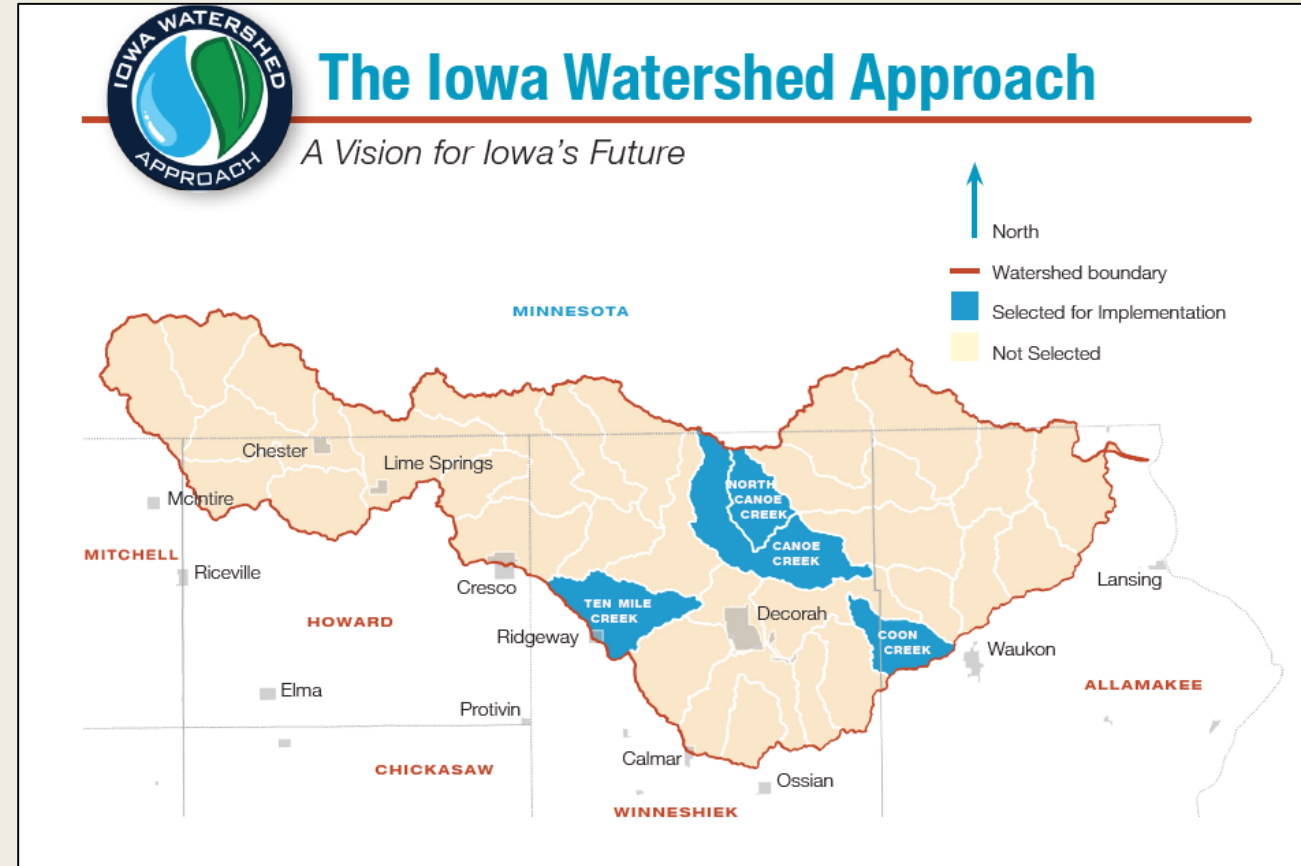 IOWA WATERSHED
APPROACH
The Iowa Watershed Approach
A Vision for Iowa's Future
North
Watershed boundary
Selected for Implementation
Not Selected
MINNESOTA
Chester
Lime Springs
McIntire
NORTH
CANOE
CREEK
CANOE
CREEK
MITCHELL
Riceville
Cresco
Lansing
TEN MILE
CREEK
Decorah
HOWARD
Ridgeway
COON
CREEK
Waukon
Elma
ALLAMAKEE
Protivin
Calmar
CHICKASAW
Ossian
WINNESHIEK